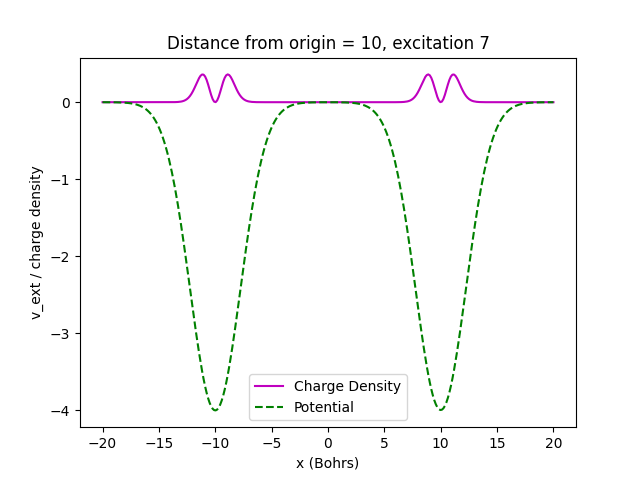 Distance from origin = 10, excitation 7
v_ext / charge density
0
−1
−2
−3
−4
Charge Density
Potential
−20 −15 −10 −5 0 5 10 15 20
x (Bohrs)